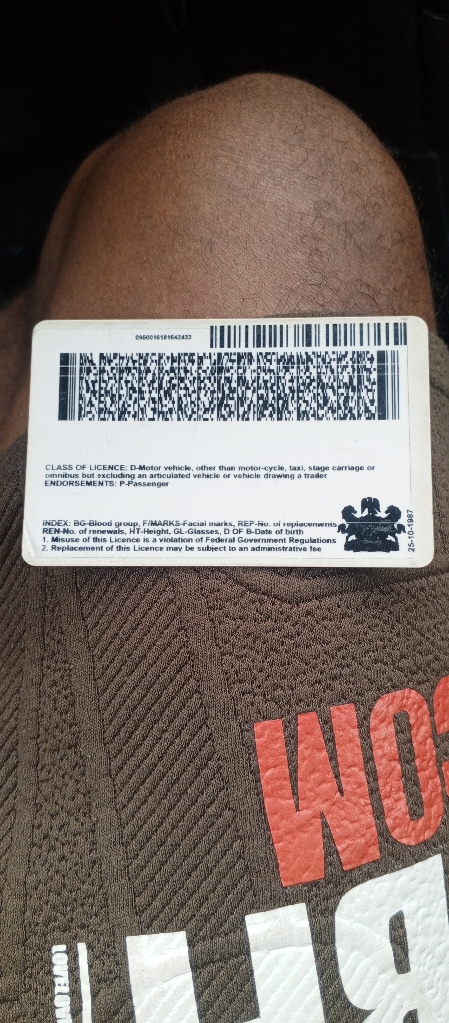 0950016181642433
CLASS OF LICENCE: D-Motor vehicle, other than motor-cycle, taxi, stage carriage or
omnibus but excluding an articulated vehicle or vehicle drawing a trailer
ENDORSEMENTS: P-Passenger
INDEX: BG-Blood group, F/MARKS-Facial marks, REP-No. of replacements
REN-No. of renewals, HT-Height, GL-Glasses, D OF B-Date of birth
1. Misuse of this Licence is a violation of Federal Government Regulations
2. Replacement of this Licence may be subject to an administrative fee
25-10-1987